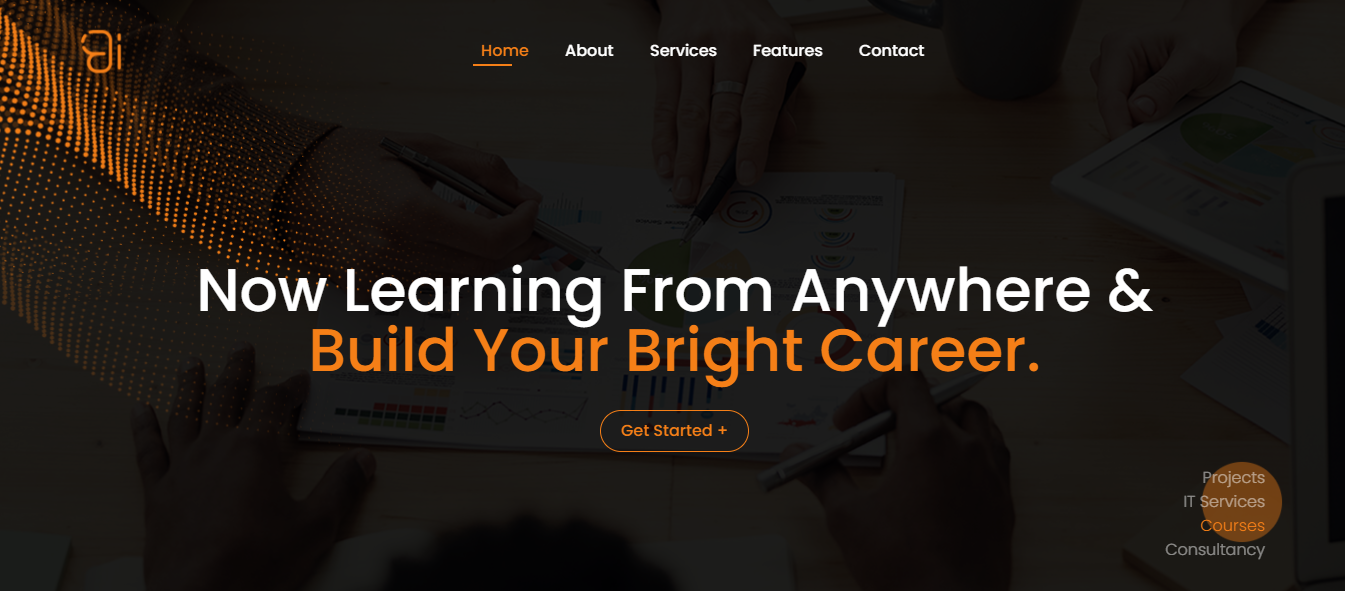 Home About Services Features Contact
Now Learning From Anywhere &
Build Your Bright Career.
Get Started +
Projects
IT Services
Courses
Consultancy